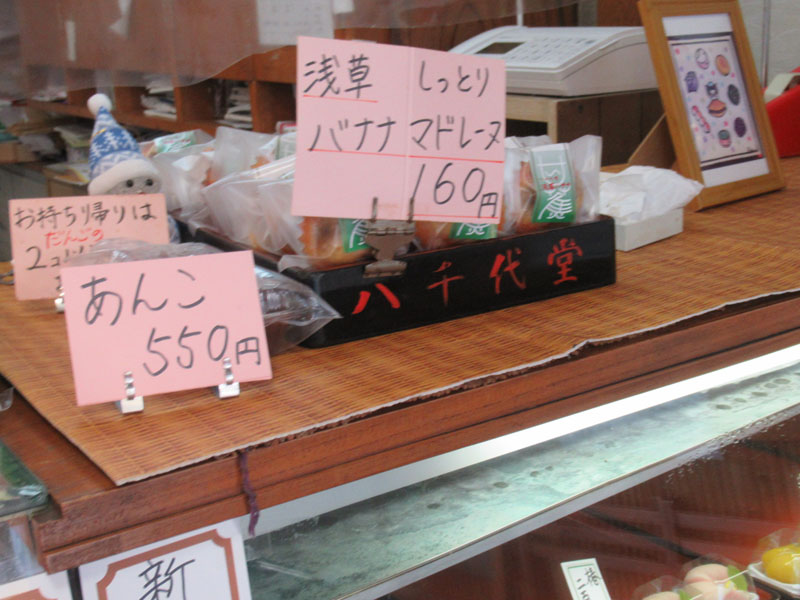 浅草 しっとり
バナナ マドレーヌ
160円
お持ち帰りは
だんごの
2コ
あんこ
550円
八千代堂
新